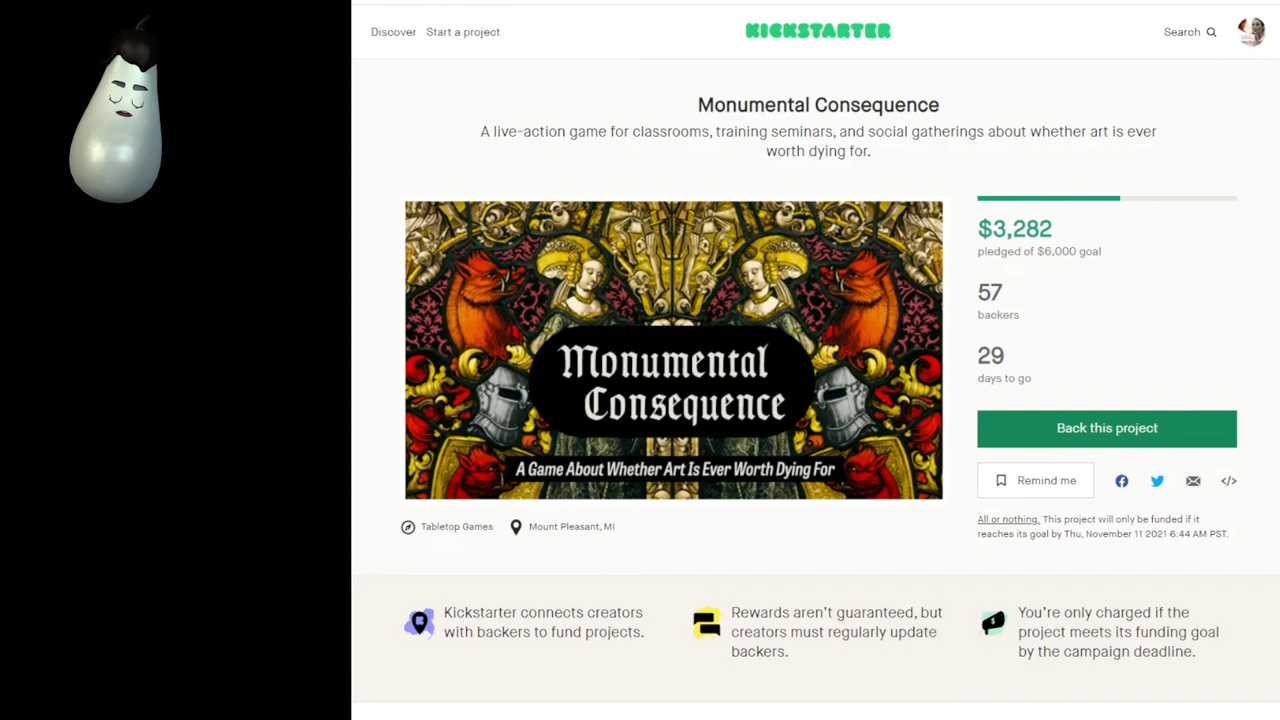 Discover Start a project
KICKSTARTER
Search
Monumental Consequence
A live-action game for classrooms, training seminars, and social gatherings about whether art is ever
worth dying for.
Monumental
Consequence
A Game About Whether Art Is Ever Worth Dying For
Tabletop Games
Mount Pleasant, MI
$3,282
pledged of $6,000 goal
57
backers
29
days to go
Back this project
Remind me
All or nothing. This project will only be funded if it
reaches its goal by Thu, November 11 2021 6:44 AM PST.
Kickstarter connects creators
with backers to fund projects.
Rewards aren't guaranteed, but
creators must regularly update
backers.
You're only charged if the
project meets its funding goal
by the campaign deadline.